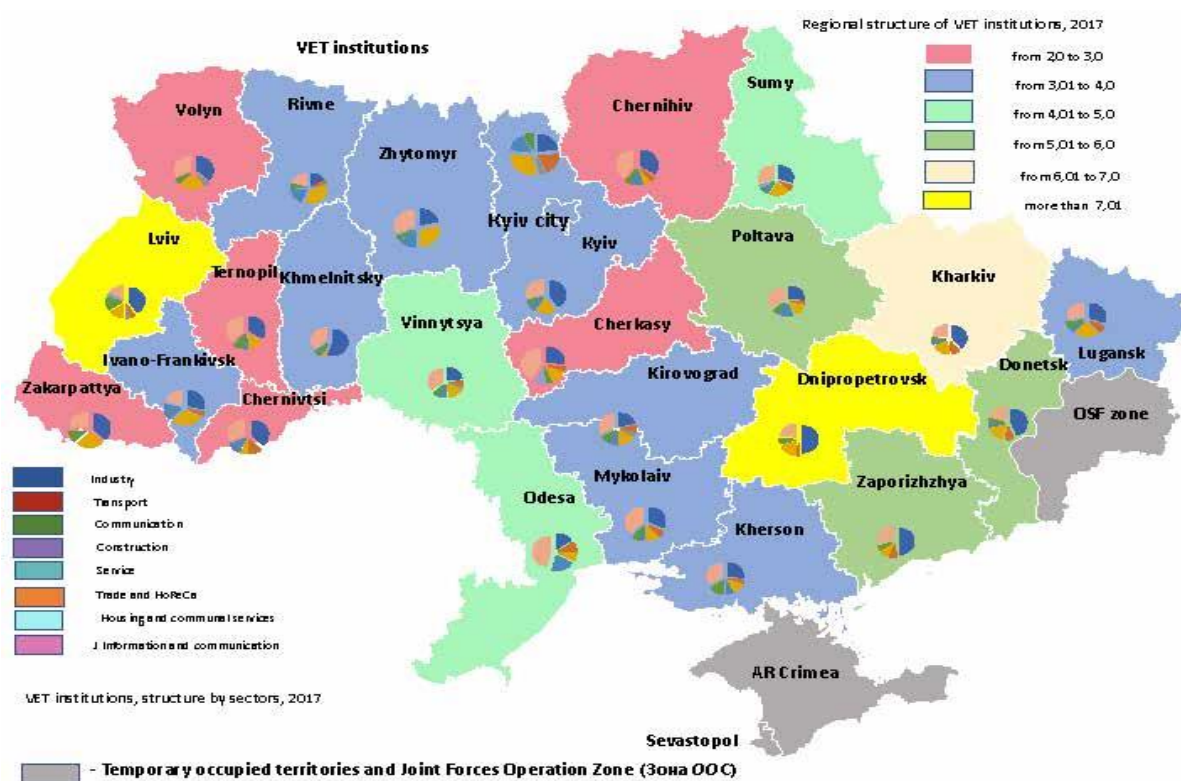 Regional structure of VET institutions, 2017
VET institutions
from 2,0 to 3,0
from 3,01 to 4,0
from 4,01 to 5,0
from 5,01 to 6,0
from 6,01 to 7,0
more than 7,01
Volyn
Rivne
Chernihiv
Sumy
Zhytomyr
Kyiv city
Kyiv
Poltava
Lviv
Ternopil
Khmelnitsky
Kharkiv
Vinnytsya
Cherkasy
Lugansk
Ivano-Frankivsk
Donetsk
Zakarpattya
Chernivtsi
Kirovograd
Dnipropetrovsk
OSF zone
Industry
Transport
Communication
Construction
Service
Trade and HoReCa
Housing and communal services
J Information and communication
Mykolaiv
Zaporizhzhya
Odesa
Kherson
AR Crimea
VET institutions, structure by sectors, 2017
Sevastopol
- Temporary occupied territories and Joint Forces Operation Zone (Зона ООС)